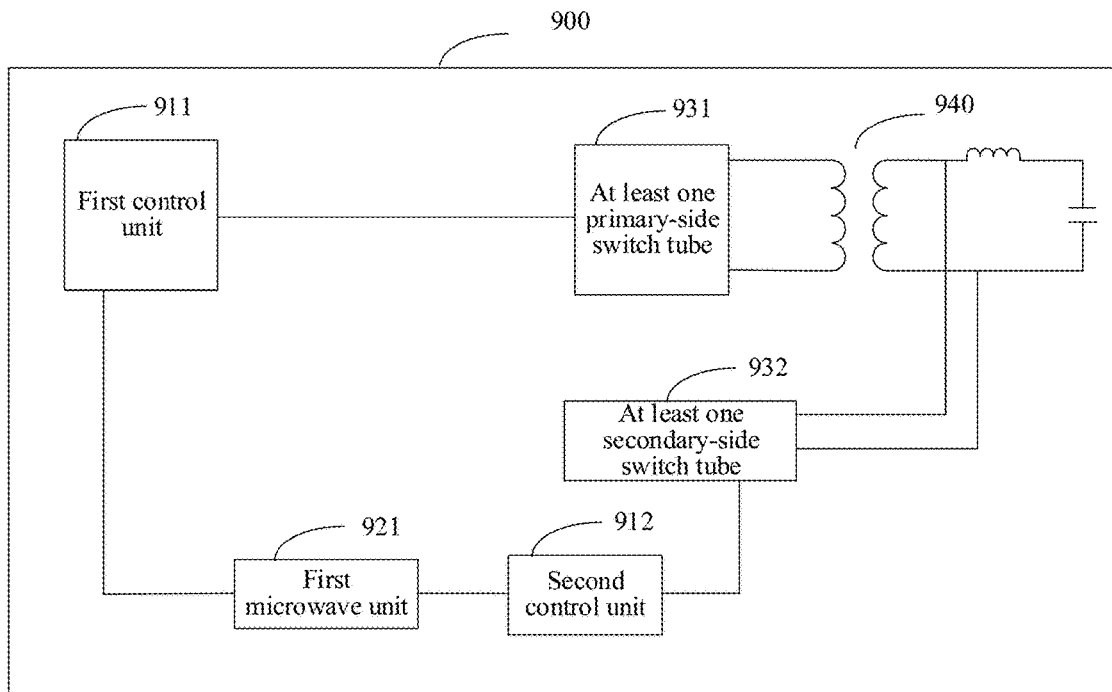 900
911
First control
unit
931
At least one
primary-side
switch tube
940
932
At least one
secondary-side
switch tube
921
First
microwave unit
912
Second
control unit